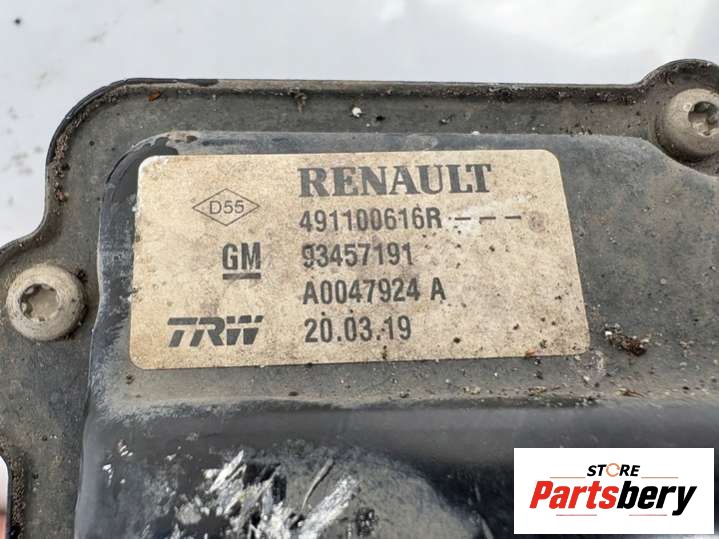 RENAULT
D55
491100616R - - -
GM
93457191
A0047924 A
TRW
20.03.19
STORE
Partsbery